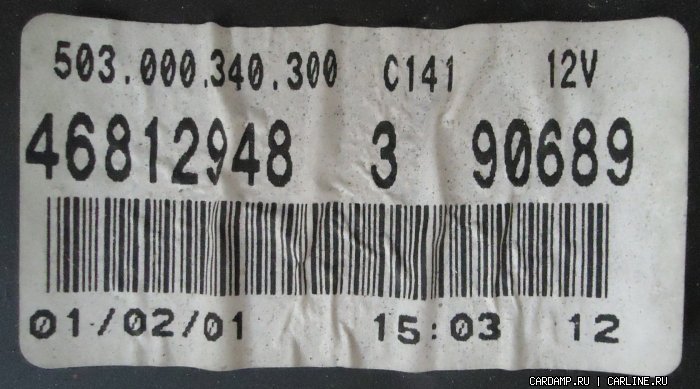 503.000.340.300 C141 12V
46812948 3 90689
01/02/01 15:03 12
CARDAMP.RU | CARLINE.RU